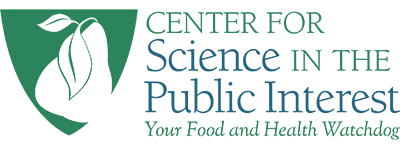 CENTER FOR
Science IN THE
Public Interest
Your Food and Health Watchdog